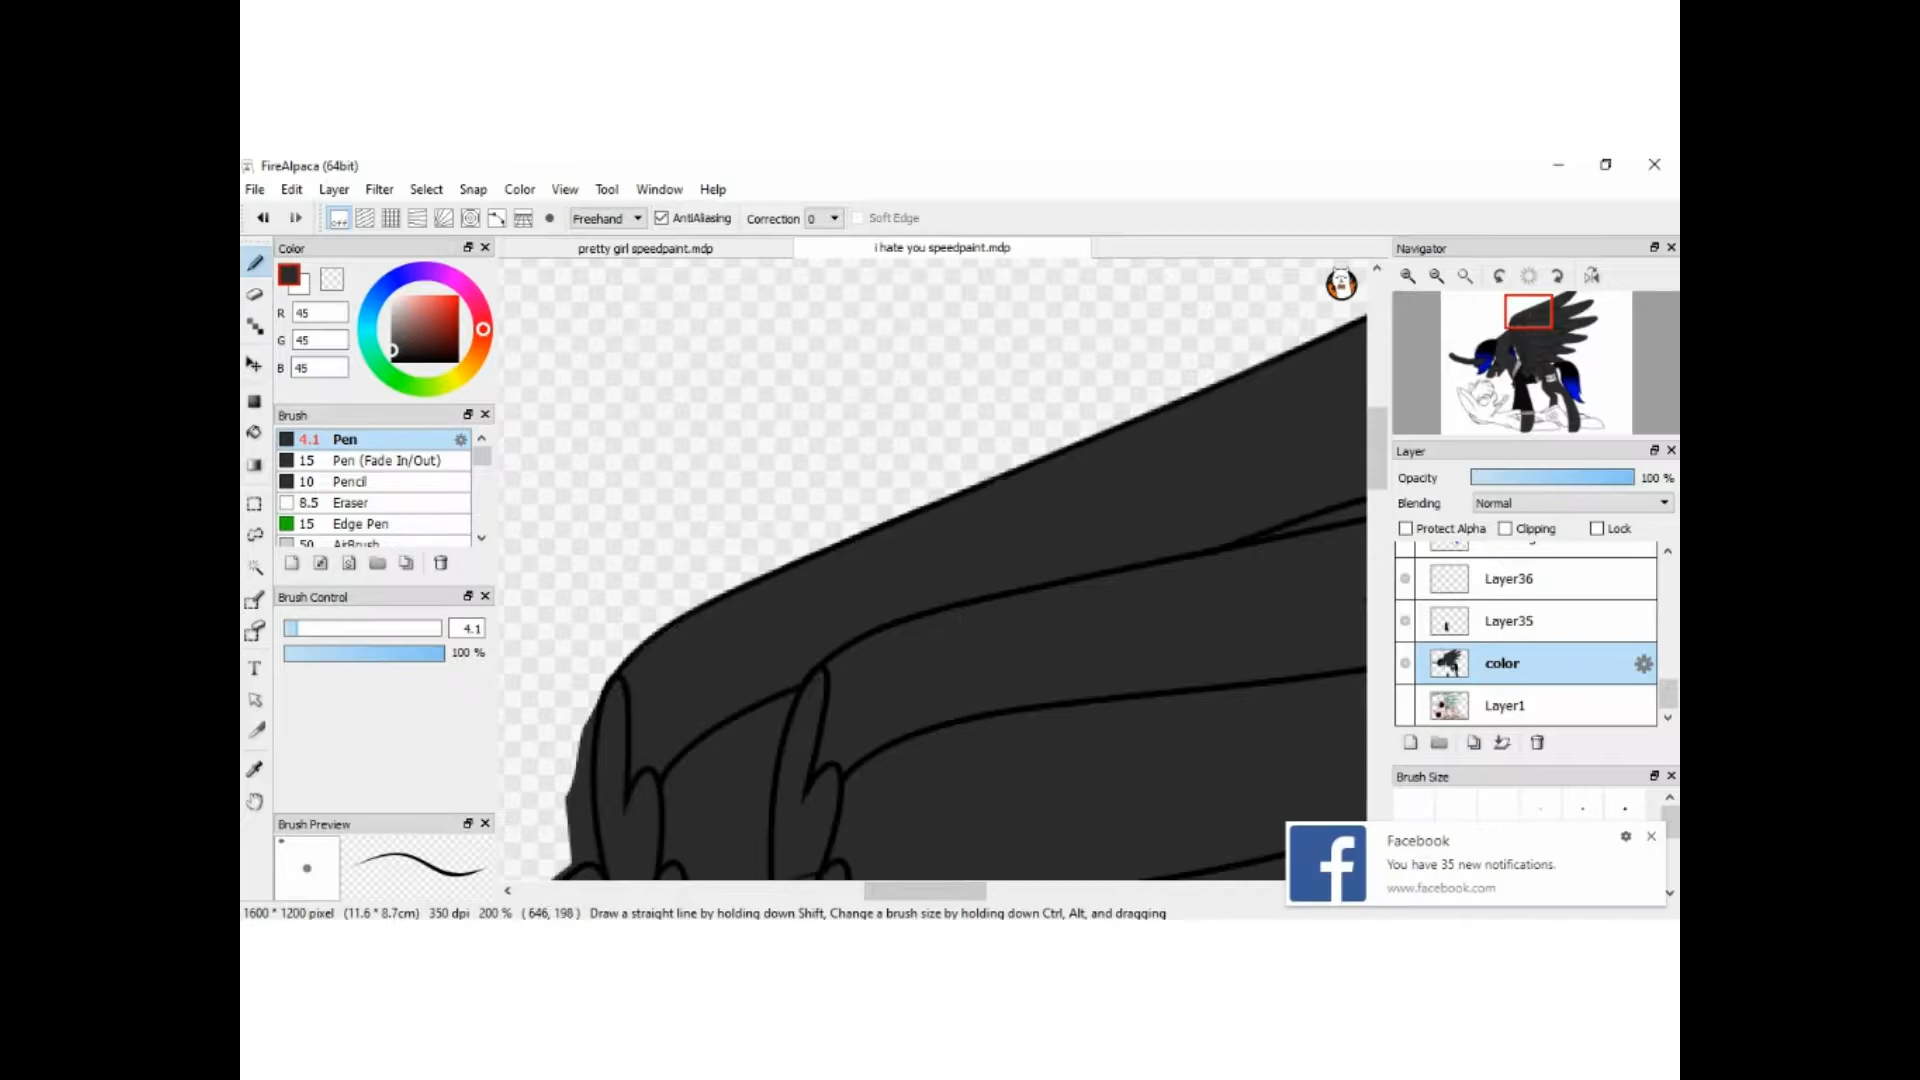 FireAlpaca (64bit)
File Edit Layer Filter Select Snap Color View Tool Window Help
OFF Freehand AntiAliasing Correction 0 Soft Edge
Color
pretty girl speedpaint.mdp
i hate you speedpaint.mdp
Navigator
R 45
G 45
B 45
Brush
4.1 Pen
15 Pen (Fade In/Out)
10 Pencil
8.5 Eraser
15 Edge Pen
50 AirBrush
Brush Control
4.1
100 %
Brush Preview
Layer
Opacity 100 %
Blending Normal
Protect Alpha Clipping Lock
Layer36
Layer35
color
Layer1
Brush Size
Facebook
You have 35 new notifications.
www.facebook.com
1600 * 1200 pixel (11.6 * 8.7cm) 350 dpi 200 % ( 646, 198 ) Draw a straight line by holding down Shift, Change a brush size by holding down Ctrl, Alt, and dragging